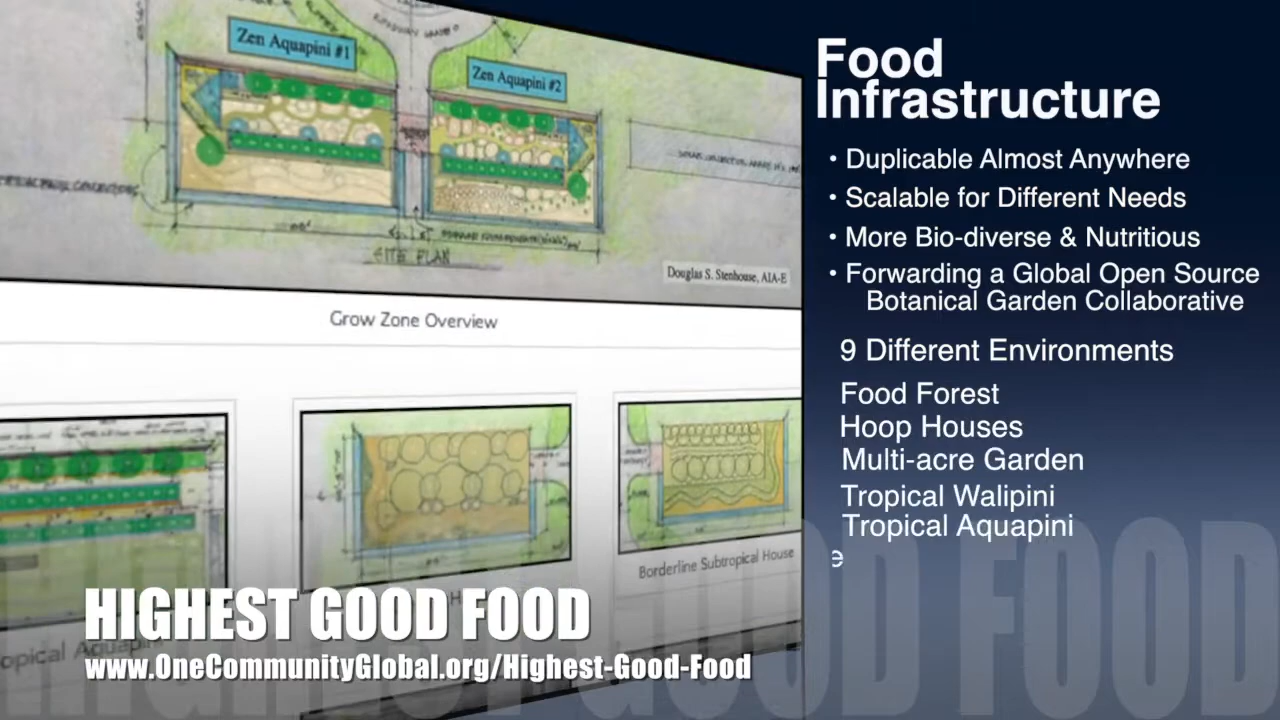 Zen Aquapini #1
Zen Aquapini #2
SITE PLAN
Douglas S. Stenhouse, AIA-E
Grow Zone Overview
Borderline Subtropical House
HIGHEST GOOD FOOD
www.OneCommunityGlobal.org/Highest-Good-Food
Food
Infrastructure
• Duplicable Almost Anywhere
• Scalable for Different Needs
• More Bio-diverse & Nutritious
• Forwarding a Global Open Source
Botanical Garden Collaborative
9 Different Environments
Food Forest
Hoop Houses
Multi-acre Garden
Tropical Walipini
Tropical Aquapini
e
GOOD FOOD